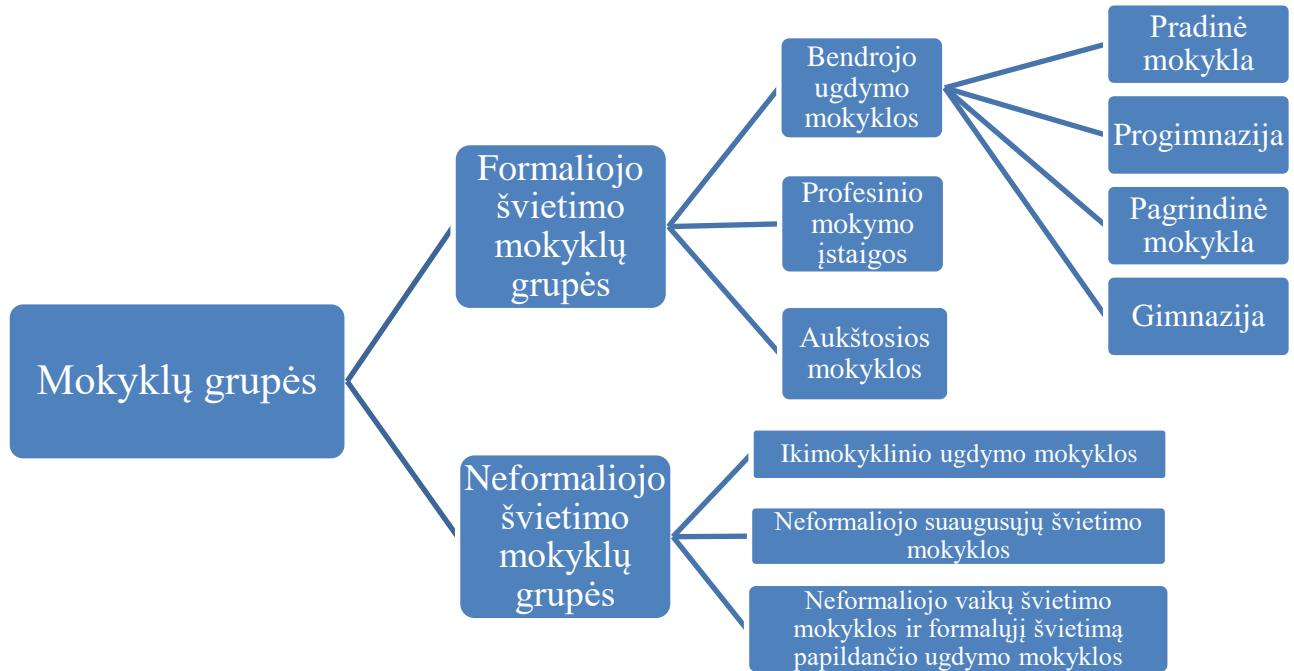 Mokyklų grupės
Formaliojo
švietimo
mokyklų
grupės
Bendrojo
ugdymo
mokyklos
Pradinė
mokykla
Progimnazija
Pagrindinė
mokykla
Gimnazija
Profesinio
mokymo
įstaigos
Aukštosios
mokyklos
Neformaliojo
švietimo
mokyklų
grupės
Ikimokyklinio ugdymo mokyklos
Neformaliojo suaugusųjų švietimo
mokyklos
Neformaliojo vaikų švietimo
mokyklos ir formalųjį švietimą
papildančio ugdymo mokyklos